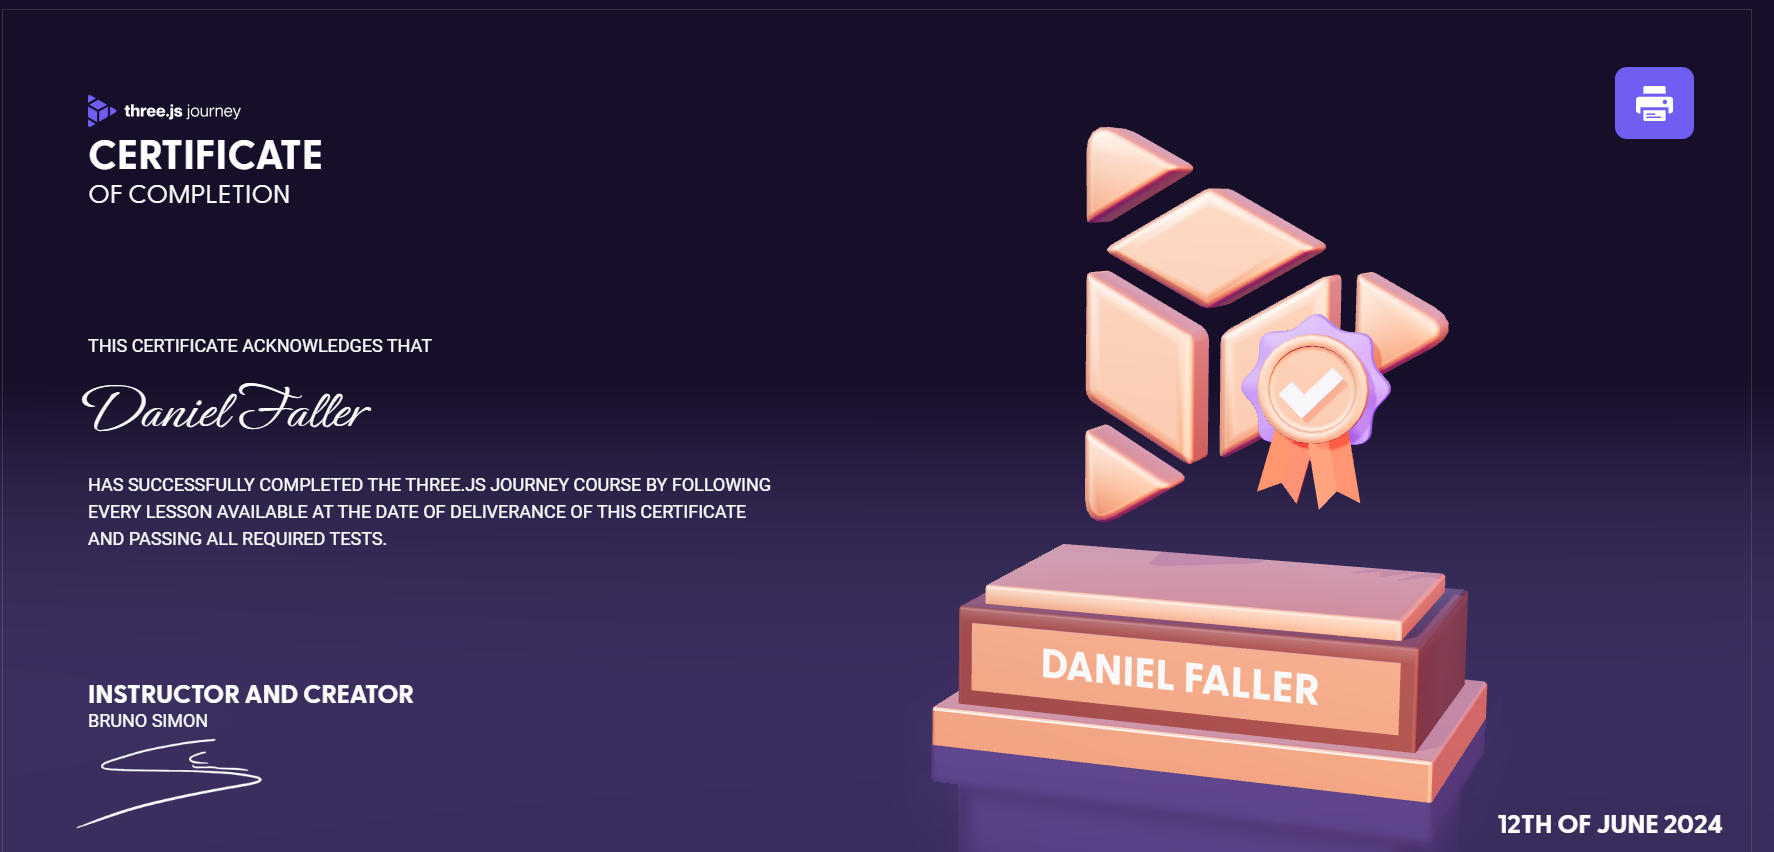 three.js journey
CERTIFICATE
OF COMPLETION
THIS CERTIFICATE ACKNOWLEDGES THAT
Daniel Faller
HAS SUCCESSFULLY COMPLETED THE THREE.JS JOURNEY COURSE BY FOLLOWING
EVERY LESSON AVAILABLE AT THE DATE OF DELIVERANCE OF THIS CERTIFICATE
AND PASSING ALL REQUIRED TESTS.
INSTRUCTOR AND CREATOR
BRUNO SIMON
DANIEL FALLER
12TH OF JUNE 2024